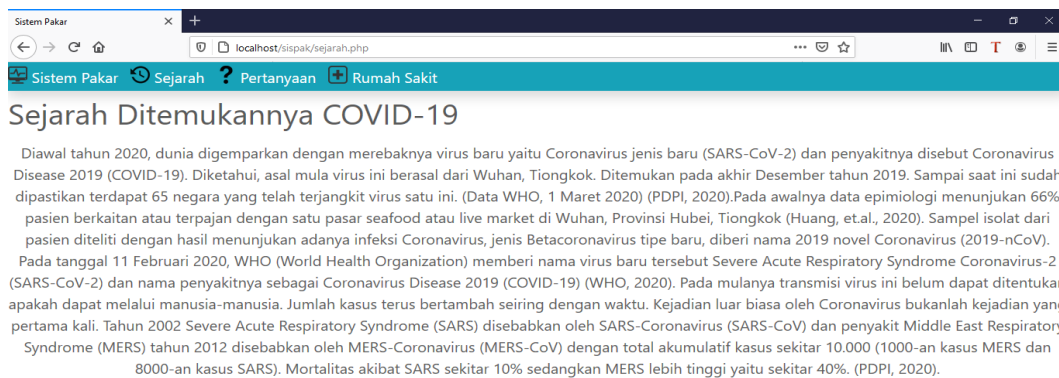 Sistem Pakar
localhost/sispak/sejarah.php
Sistem Pakar Sejarah ? Pertanyaan Rumah Sakit
Sejarah Ditemukannya COVID-19
Diawal tahun 2020, dunia digemparkan dengan merebaknya virus baru yaitu Coronavirus jenis baru (SARS-CoV-2) dan penyakitnya disebut Coronavirus
Disease 2019 (COVID-19). Diketahui, asal mula virus ini berasal dari Wuhan, Tiongkok. Ditemukan pada akhir Desember tahun 2019. Sampai saat ini sudah
dipastikan terdapat 65 negara yang telah terjangkit virus satu ini. (Data WHO, 1 Maret 2020) (PDPI, 2020).Pada awalnya data epimiologi menunjukan 66%
pasien berkaitan atau terpajan dengan satu pasar seafood atau live market di Wuhan, Provinsi Hubei, Tiongkok (Huang, et.al., 2020). Sampel isolat dari
pasien diteliti dengan hasil menunjukan adanya infeksi Coronavirus, jenis Betacoronavirus tipe baru, diberi nama 2019 novel Coronavirus (2019-nCoV).
Pada tanggal 11 Februari 2020, WHO (World Health Organization) memberi nama virus baru tersebut Severe Acute Respiratory Syndrome Coronavirus-2
(SARS-CoV-2) dan nama penyakitnya sebagai Coronavirus Disease 2019 (COVID-19) (WHO, 2020). Pada mulanya transmisi virus ini belum dapat ditentukan
apakah dapat melalui manusia-manusia. Jumlah kasus terus bertambah seiring dengan waktu. Kejadian luar biasa oleh Coronavirus bukanlah kejadian yang
pertama kali. Tahun 2002 Severe Acute Respiratory Syndrome (SARS) disebabkan oleh SARS-Coronavirus (SARS-CoV) dan penyakit Middle East Respiratory
Syndrome (MERS) tahun 2012 disebabkan oleh MERS-Coronavirus (MERS-CoV) dengan total akumulatif kasus sekitar 10.000 (1000-an kasus MERS dan
8000-an kasus SARS). Mortalitas akibat SARS sekitar 10% sedangkan MERS lebih tinggi yaitu sekitar 40%. (PDPI, 2020).